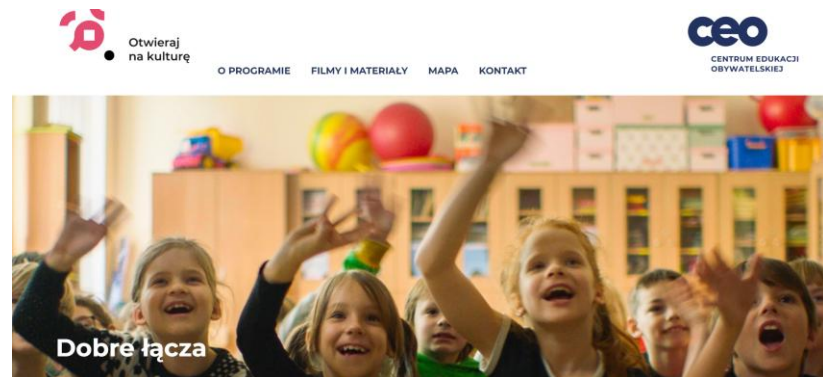 Otwieraj
na kulturę
O PROGRAMIE FILMY I MATERIAŁY MAPA KONTAKT
ceo
CENTRUM EDUKACJI
OBYWATELSKIEJ
Dobre łącza